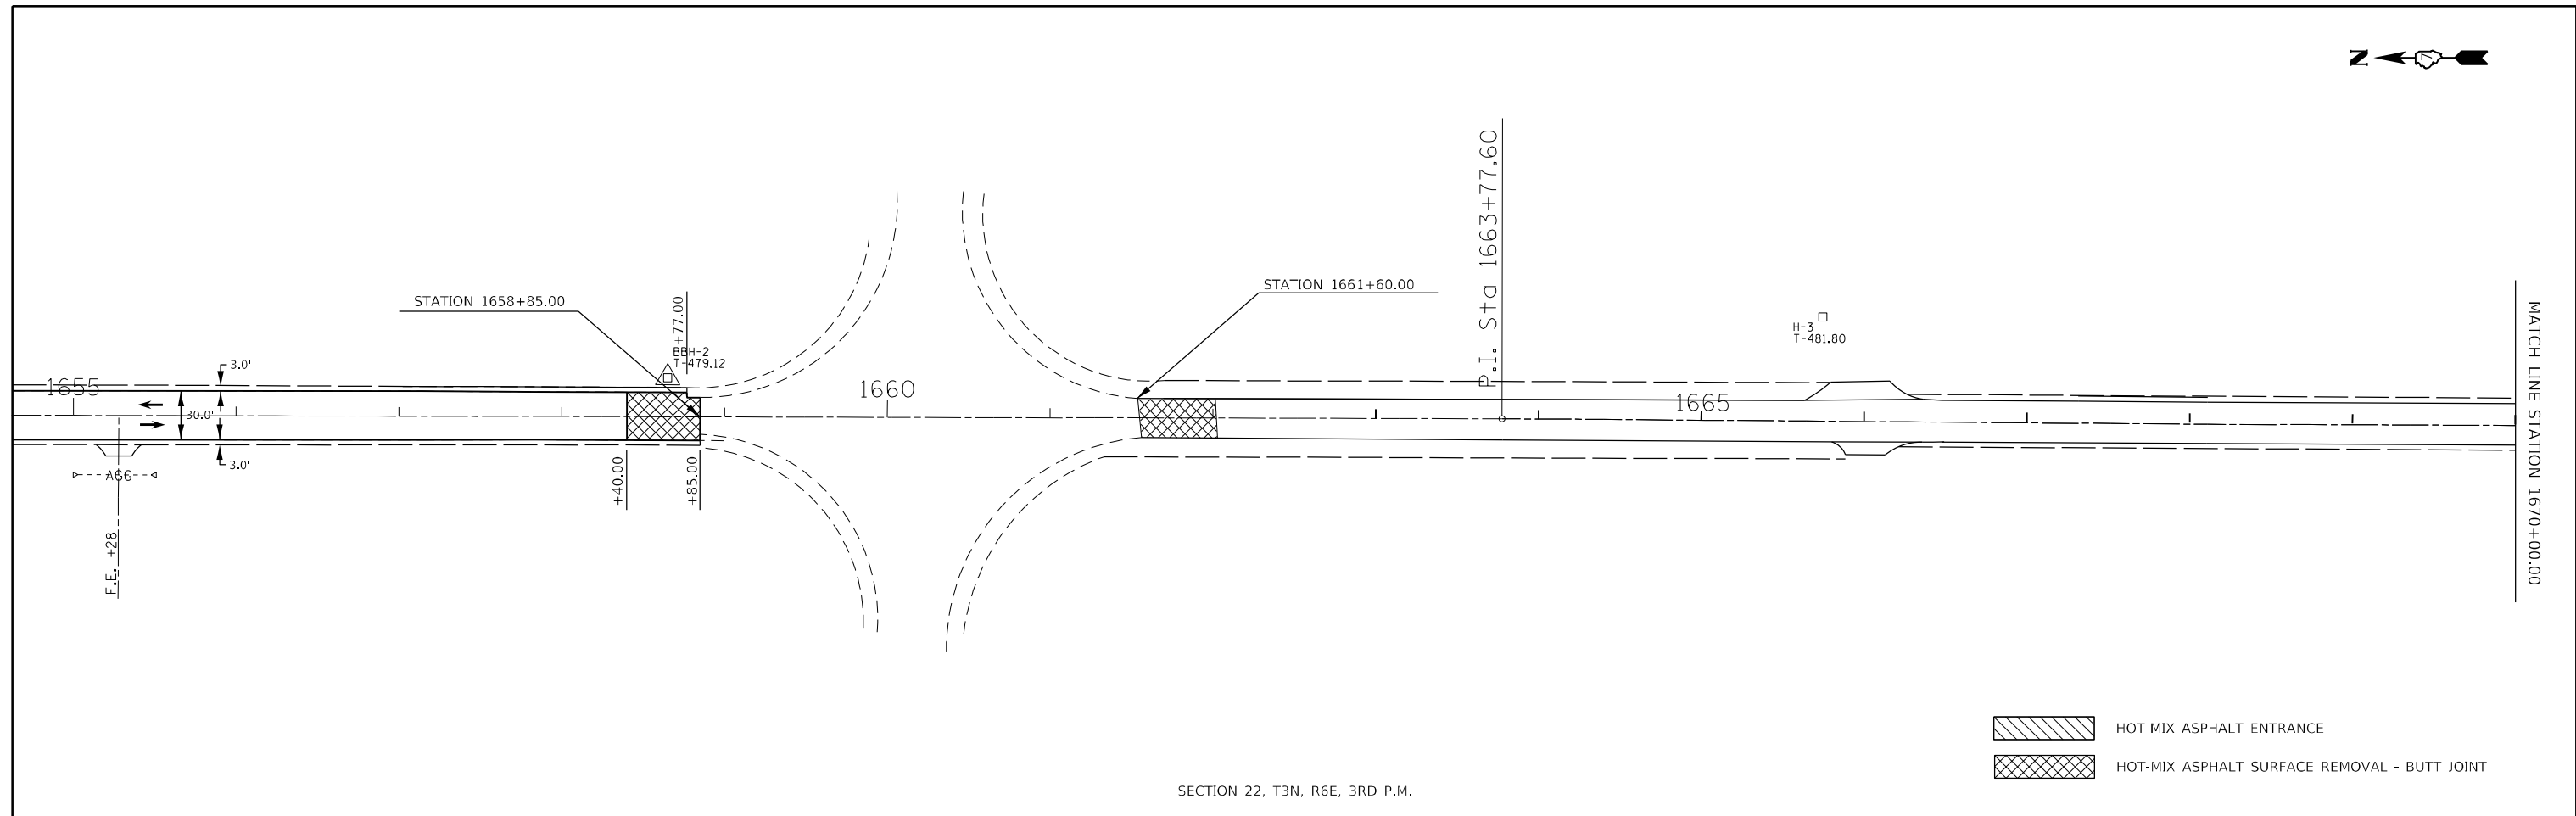 N
P.I. Sta 1663+77.60
STATION 1658+85.00
+77.00
STATION 1661+60.00
BBH-2
T-479.12
H-3
T-481.80
MATCH LINE STATION 1670+00.00
3.0'
1655
1660
1665
30.0'
3.0'
AGG
+40.00
+85.00
F.E. +28
HOT-MIX ASPHALT ENTRANCE
HOT-MIX ASPHALT SURFACE REMOVAL - BUTT JOINT
SECTION 22, T3N, R6E, 3RD P.M.